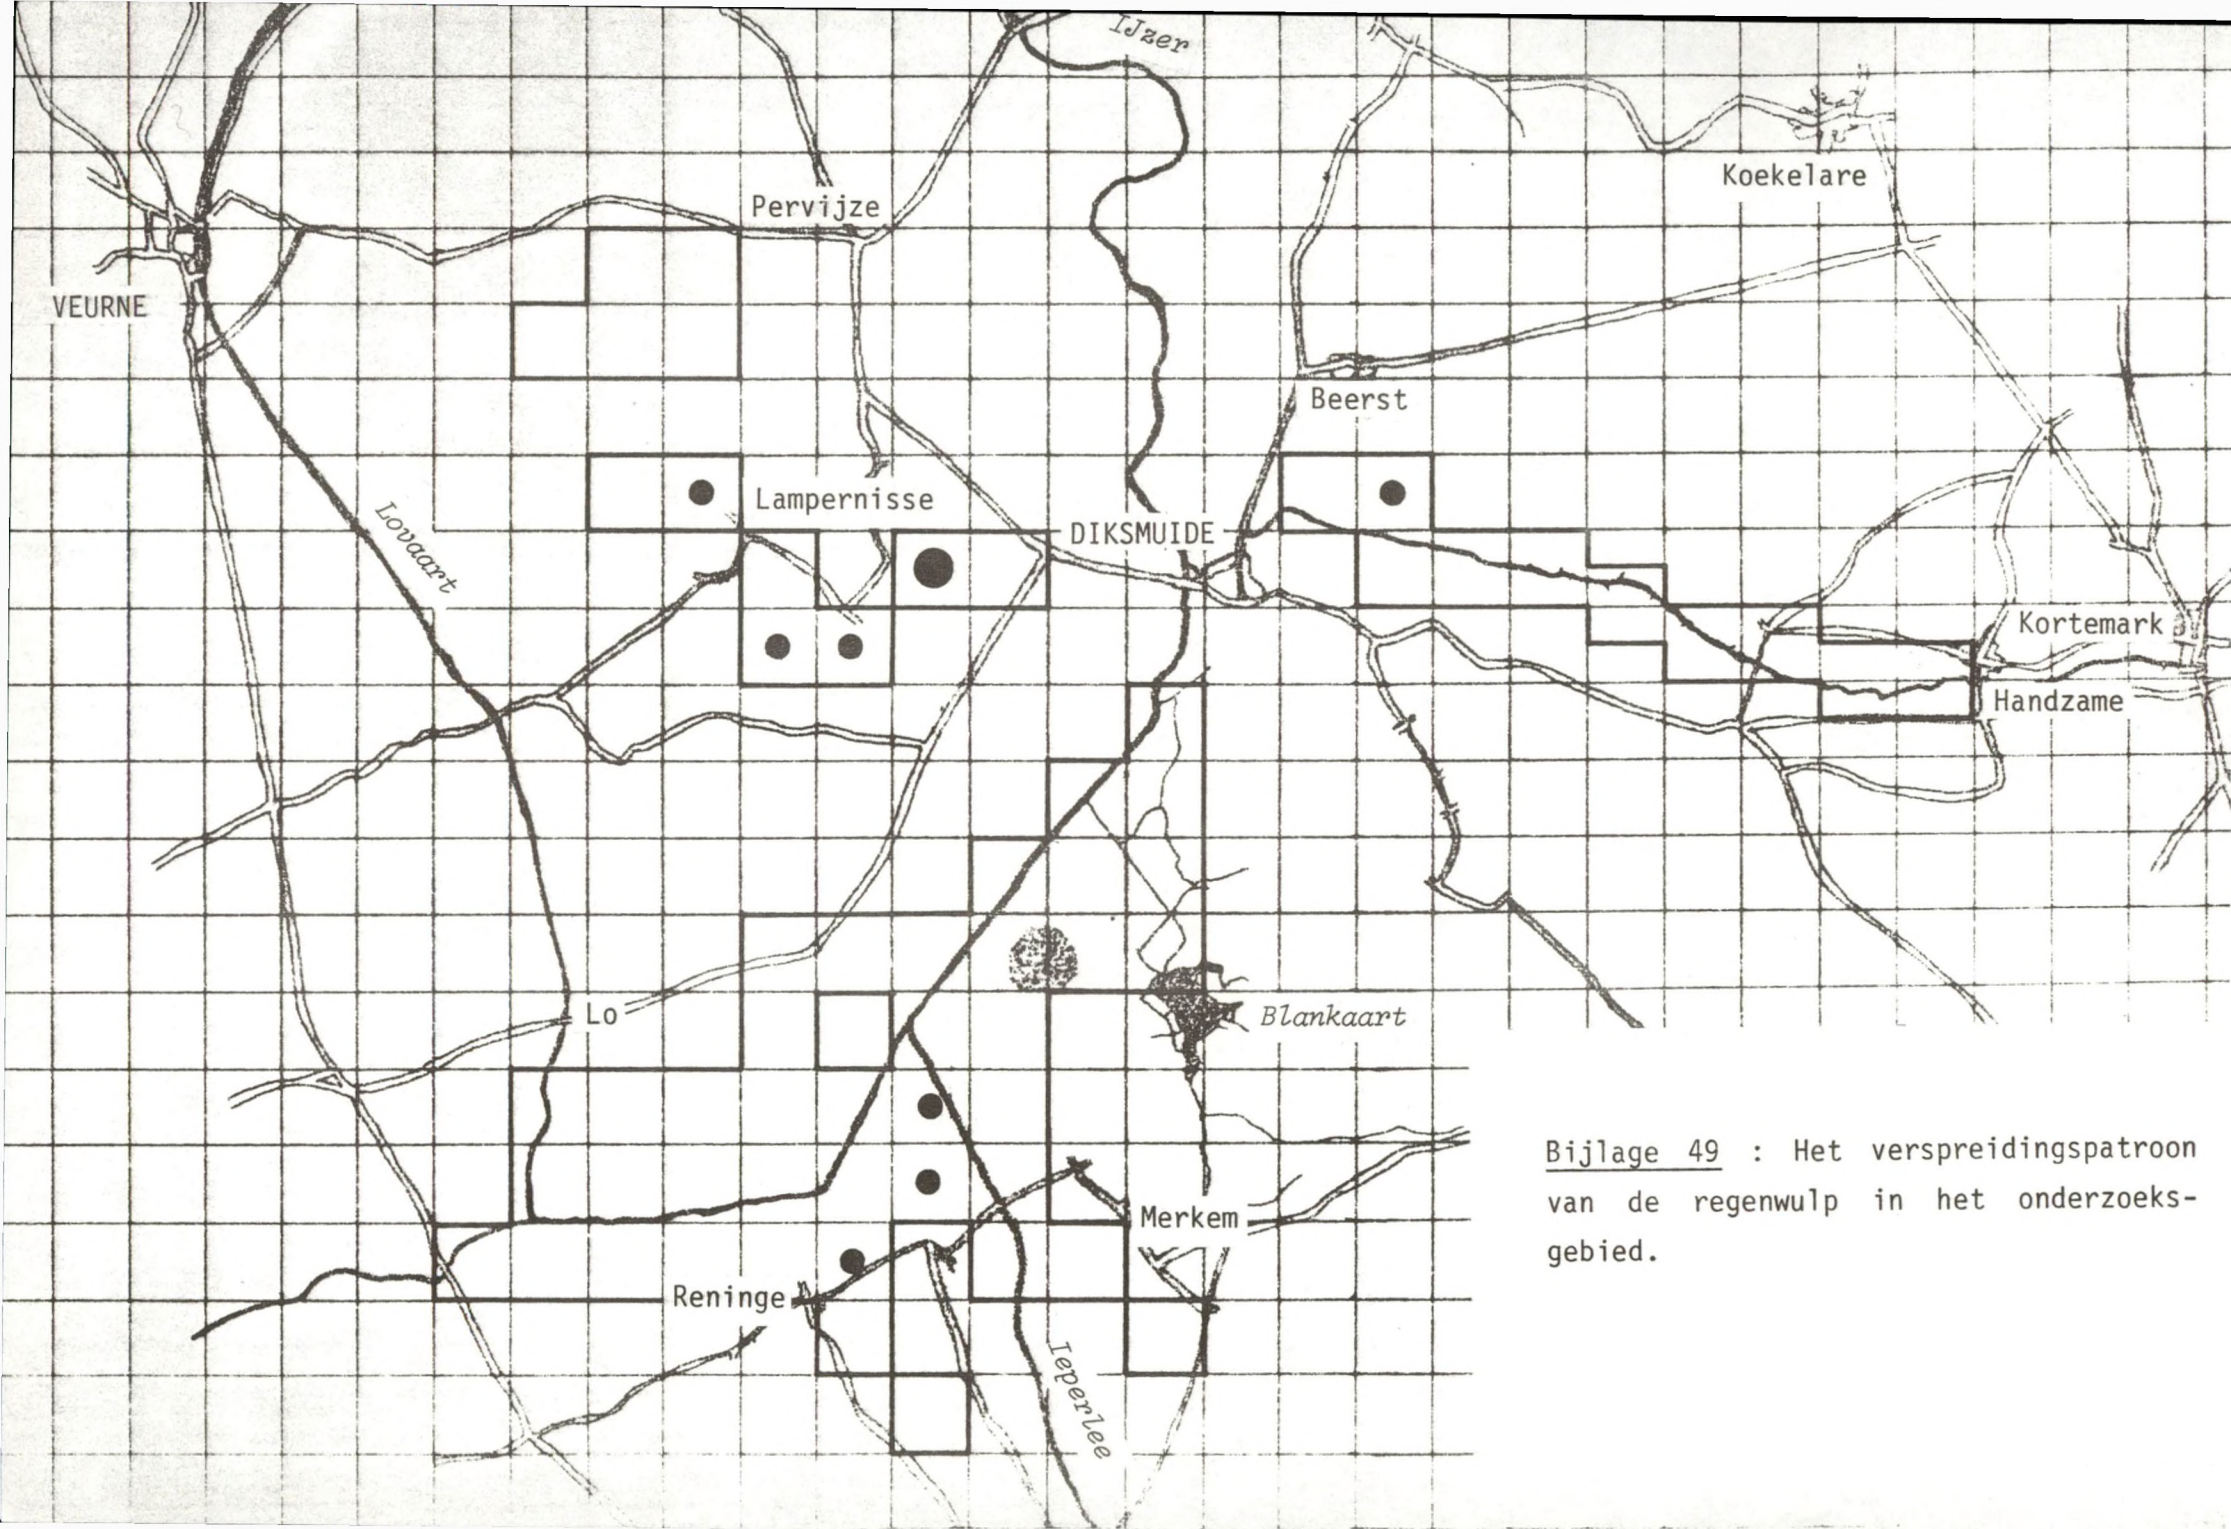 IJzer
Koekelare
Pervijze
VEURNE
Beerst
Lovaart
Lampernisse
DIKSMUIDE
Kortemark
Handzame
Lo
Blankaart
Merkem
Reninge
Ieperlee
Bijlage 49 : Het verspreidingspatroon
van de regenwulp in het onderzoeks-
gebied.